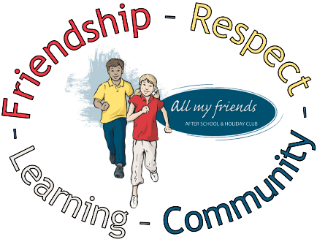 Friendship - Respect -
Community - Learning -
All my friends
AFTER SCHOOL & HOLIDAY CLUB